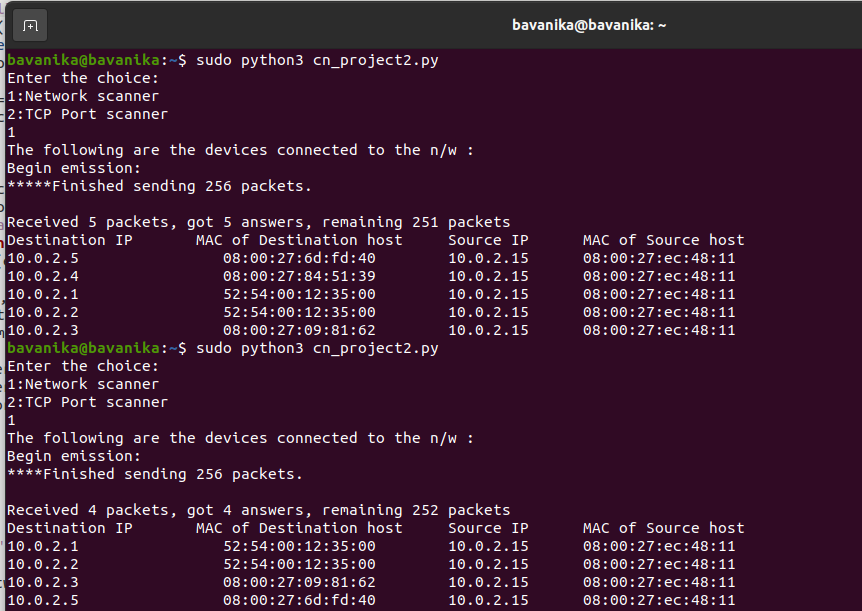 bavanika@bavanika: ~
bavanika@bavanika:~$ sudo python3 cn_project2.py
Enter the choice:
1:Network scanner
2:TCP Port scanner
1
The following are the devices connected to the n/w :
Begin emission:
*****Finished sending 256 packets.
Received 5 packets, got 5 answers, remaining 251 packets
Destination IP       MAC of Destination host     Source IP      MAC of Source host
10.0.2.5                08:00:27:6d:fd:40        10.0.2.15      08:00:27:ec:48:11
10.0.2.4                08:00:27:84:51:39        10.0.2.15      08:00:27:ec:48:11
10.0.2.1                52:54:00:12:35:00        10.0.2.15      08:00:27:ec:48:11
10.0.2.2                52:54:00:12:35:00        10.0.2.15      08:00:27:ec:48:11
10.0.2.3                08:00:27:09:81:62        10.0.2.15      08:00:27:ec:48:11
bavanika@bavanika:~$ sudo python3 cn_project2.py
Enter the choice:
1:Network scanner
2:TCP Port scanner
1
The following are the devices connected to the n/w :
Begin emission:
****Finished sending 256 packets.
Received 4 packets, got 4 answers, remaining 252 packets
Destination IP       MAC of Destination host     Source IP      MAC of Source host
10.0.2.1                52:54:00:12:35:00        10.0.2.15      08:00:27:ec:48:11
10.0.2.2                52:54:00:12:35:00        10.0.2.15      08:00:27:ec:48:11
10.0.2.3                08:00:27:09:81:62        10.0.2.15      08:00:27:ec:48:11
10.0.2.5                08:00:27:6d:fd:40        10.0.2.15      08:00:27:ec:48:11